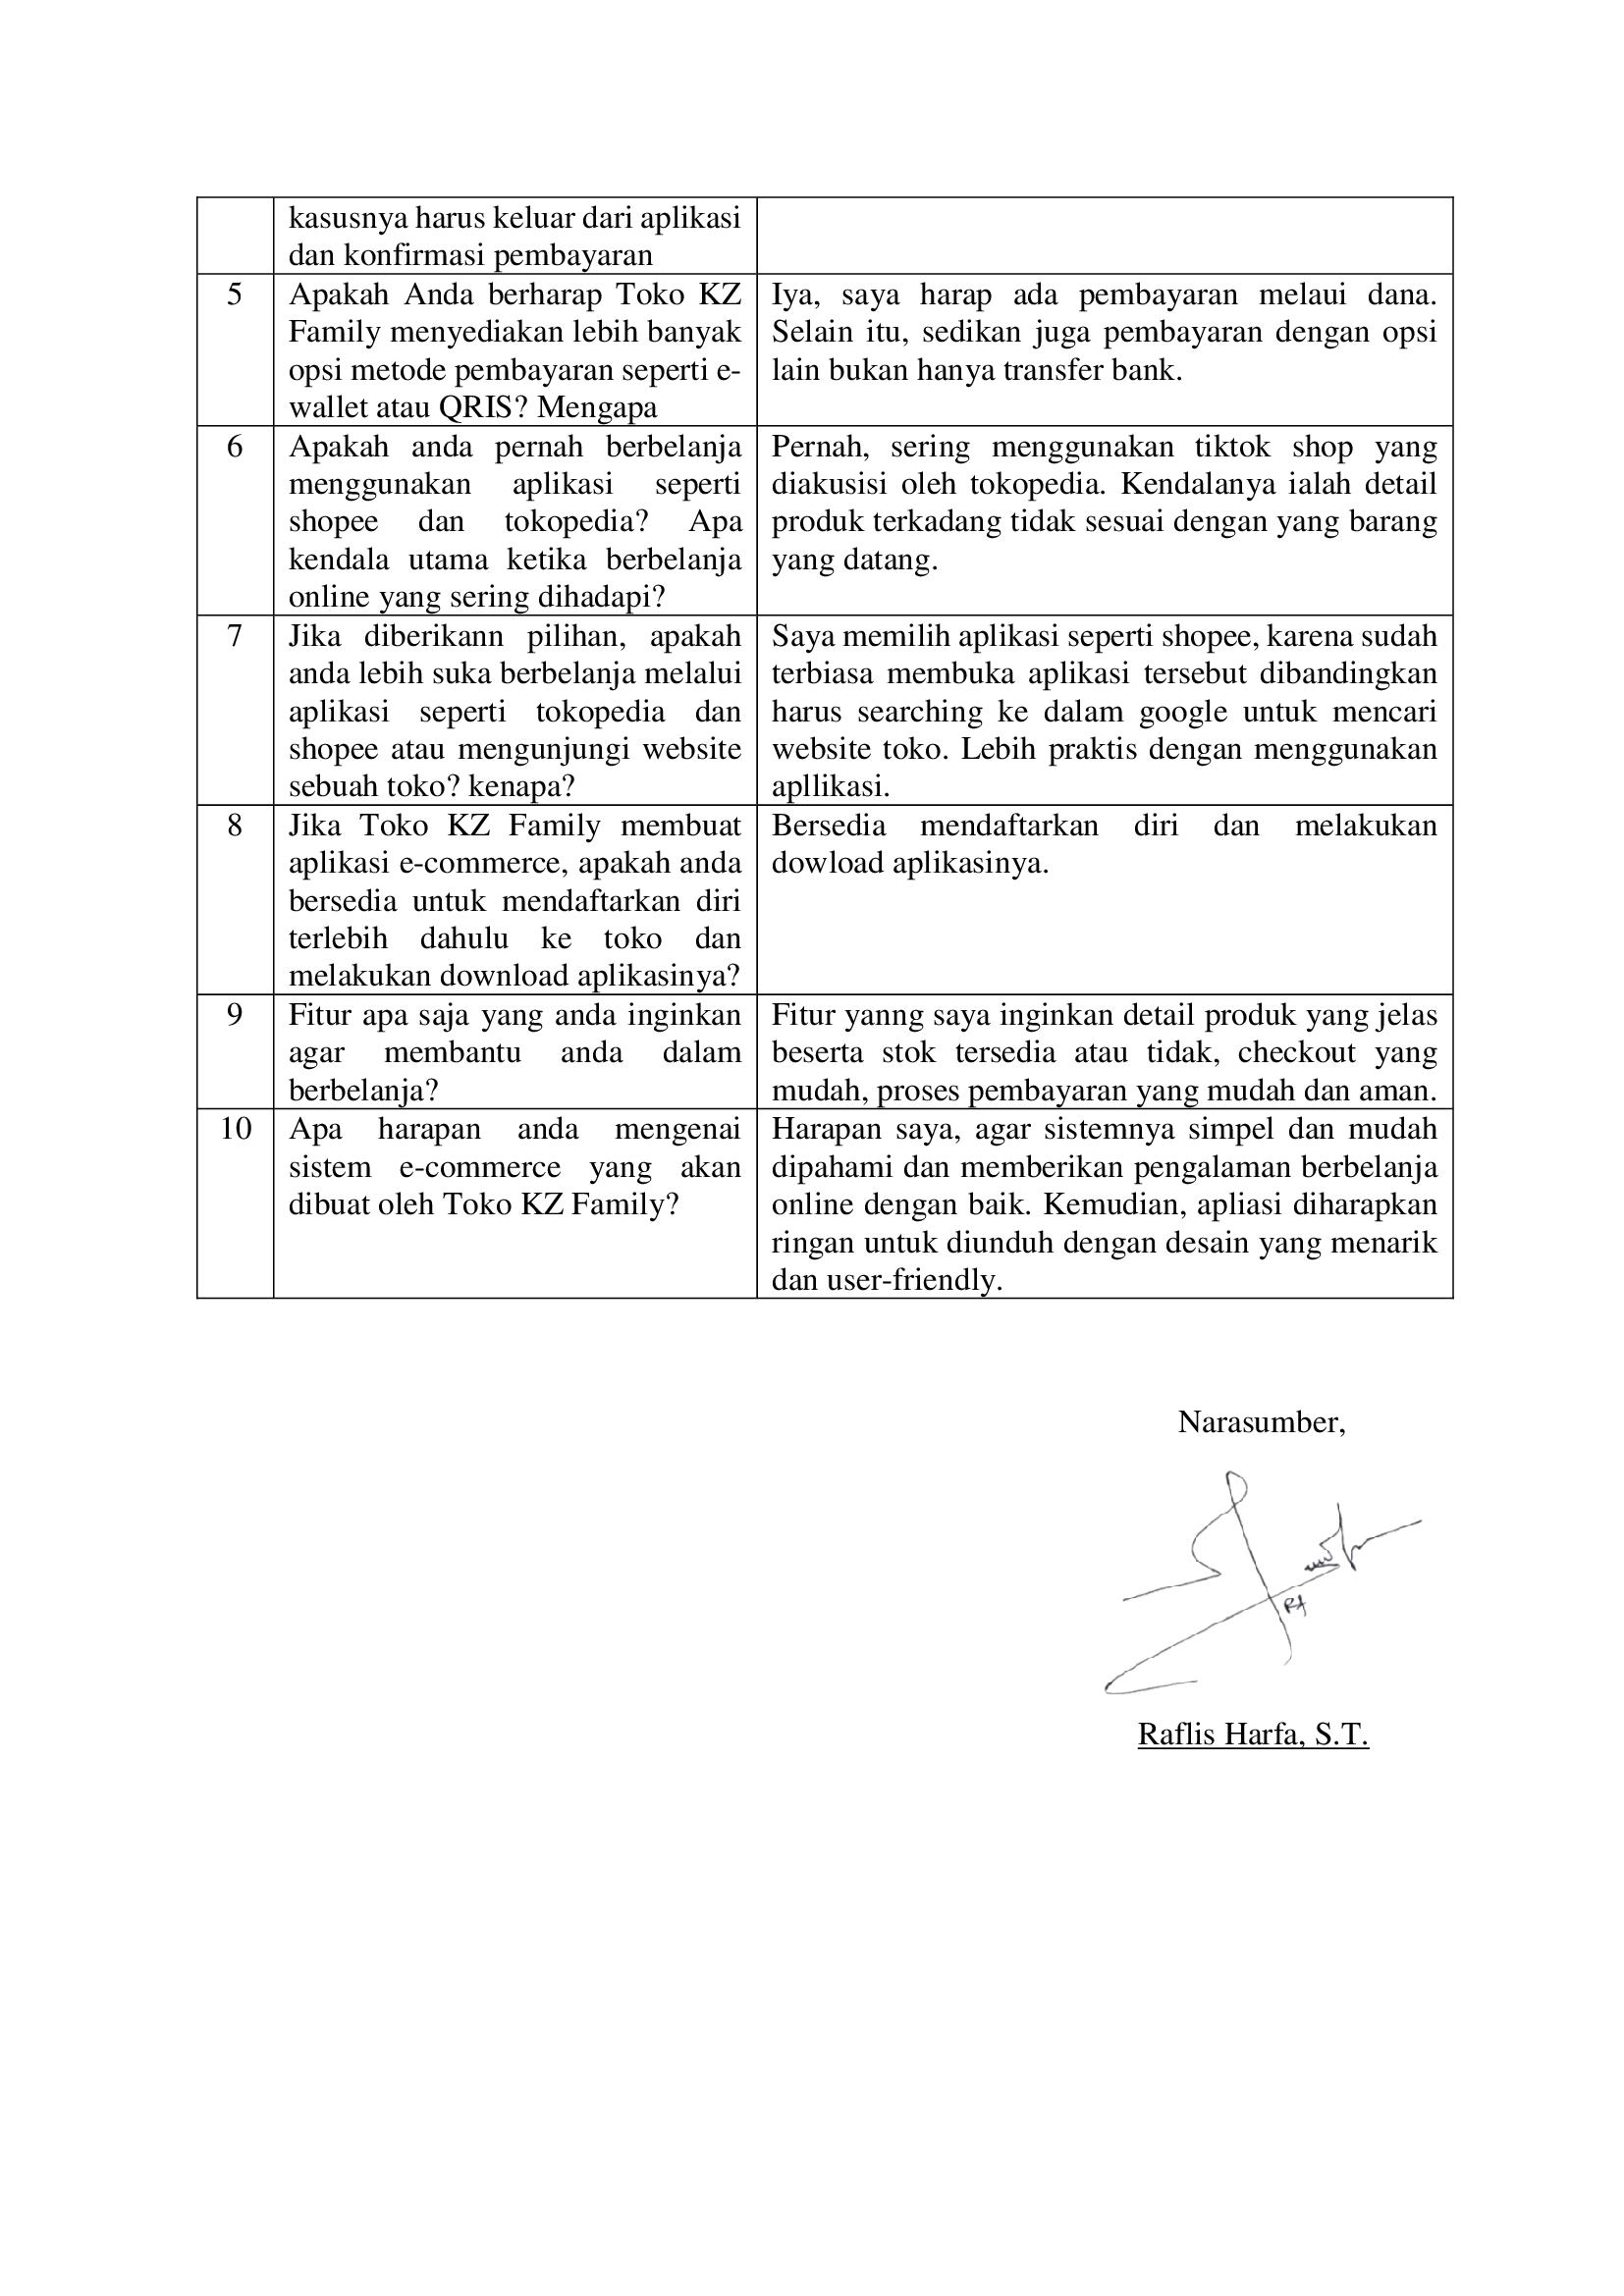 kasusnya harus keluar dari aplikasi
dan konfirmasi pembayaran
5
Apakah Anda berharap Toko KZ
Family menyediakan lebih banyak
opsi metode pembayaran seperti e-
wallet atau QRIS? Mengapa
Iya, saya harap ada pembayaran melaui dana.
Selain itu, sedikan juga pembayaran dengan opsi
lain bukan hanya transfer bank.
6
Apakah anda pernah berbelanja
menggunakan aplikasi seperti
shopee dan tokopedia? Apa
kendala utama ketika berbelanja
online yang sering dihadapi?
Pernah, sering menggunakan tiktok shop yang
diakusisi oleh tokopedia. Kendalanya ialah detail
produk terkadang tidak sesuai dengan yang barang
yang datang.
7
Jika diberikann pilihan, apakah
anda lebih suka berbelanja melalui
aplikasi seperti tokopedia dan
shopee atau mengunjungi website
sebuah toko? kenapa?
Saya memilih aplikasi seperti shopee, karena sudah
terbiasa membuka aplikasi tersebut dibandingkan
harus searching ke dalam google untuk mencari
website toko. Lebih praktis dengan menggunakan
apllikasi.
8
Jika Toko KZ Family membuat
aplikasi e-commerce, apakah anda
bersedia untuk mendaftarkan diri
terlebih dahulu ke toko dan
melakukan download aplikasinya?
Bersedia mendaftarkan diri dan melakukan
dowload aplikasinya.
9
Fitur apa saja yang anda inginkan
agar membantu anda dalam
berbelanja?
Fitur yanng saya inginkan detail produk yang jelas
beserta stok tersedia atau tidak, checkout yang
mudah, proses pembayaran yang mudah dan aman.
10
Apa harapan anda mengenai
sistem e-commerce yang akan
dibuat oleh Toko KZ Family?
Harapan saya, agar sistemnya simpel dan mudah
dipahami dan memberikan pengalaman berbelanja
online dengan baik. Kemudian, apliasi diharapkan
ringan untuk diunduh dengan desain yang menarik
dan user-friendly.
Narasumber,
Raflis Harfa, S.T.